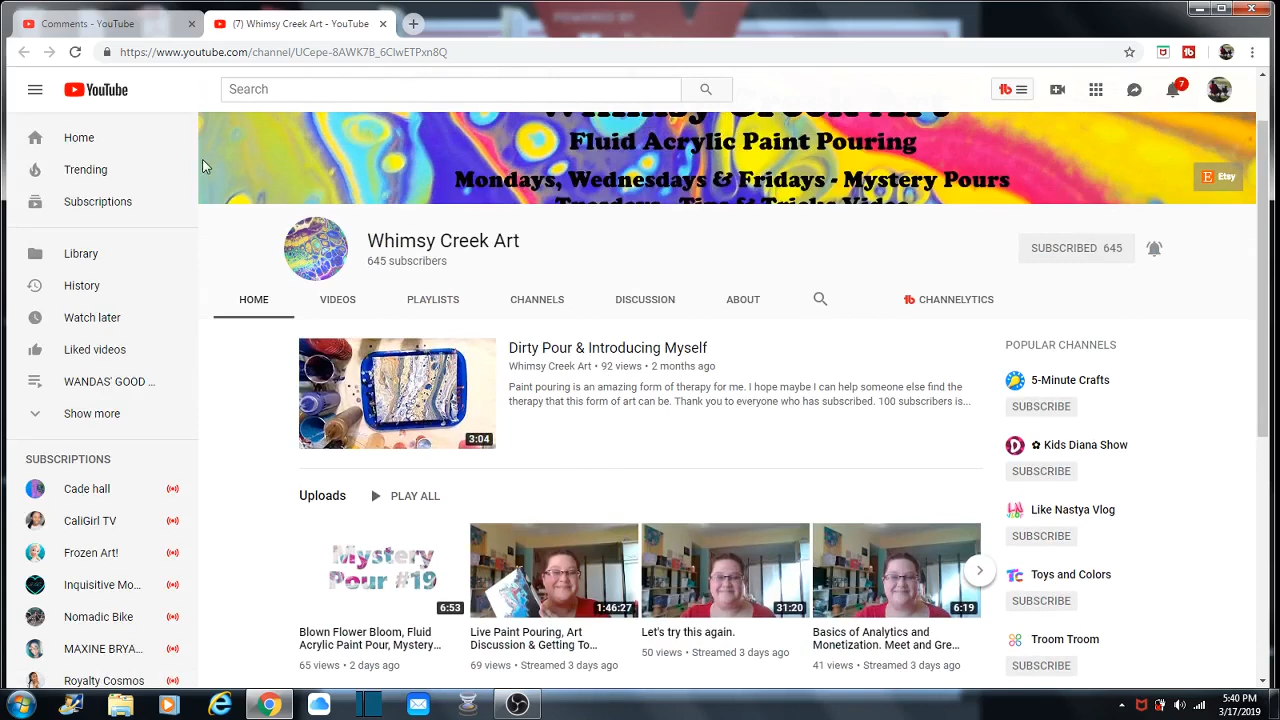 Comments - YouTube
(7) Whimsy Creek Art - YouTube
https://www.youtube.com/channel/UCepe-8AWK7B_6CIwETPxn8Q
YouTube
Search
7
Whimsy Creek Art
Fluid Acrylic Paint Pouring
Mondays, Wednesdays & Fridays - Mystery Pours
Tuesdays - Tips & Tricks Video
Etsy
Home
Trending
Subscriptions
Library
History
Watch later
Liked videos
WANDAS' GOOD ...
Show more
SUBSCRIPTIONS
Cade hall
CaliGirl TV
Frozen Art!
Inquisitive Mo...
Nomadic Bike
MAXINE BRYA...
Royalty Cosmos
Whimsy Creek Art
645 subscribers
SUBSCRIBED 645
HOME
VIDEOS
PLAYLISTS
CHANNELS
DISCUSSION
ABOUT
CHANNELYTICS
3:04
Dirty Pour & Introducing Myself
Whimsy Creek Art • 92 views • 2 months ago
Paint pouring is an amazing form of therapy for me. I hope maybe I can help someone else find the
therapy that this form of art can be. Thank you to everyone who has subscribed. 100 subscribers is...
Uploads
PLAY ALL
Mystery
Pour #19
6:53
Blown Flower Bloom, Fluid
Acrylic Paint Pour, Mystery...
65 views • 2 days ago
1:46:27
Live Paint Pouring, Art
Discussion & Getting To...
69 views • Streamed 3 days ago
31:20
Let's try this again.
50 views • Streamed 3 days ago
6:19
Basics of Analytics and
Monetization. Meet and Gre...
41 views • Streamed 3 days ago
POPULAR CHANNELS
5-Minute Crafts
SUBSCRIBE
✿ Kids Diana Show
SUBSCRIBE
Like Nastya Vlog
SUBSCRIBE
Toys and Colors
SUBSCRIBE
Troom Troom
SUBSCRIBE
5:40 PM
3/17/2019